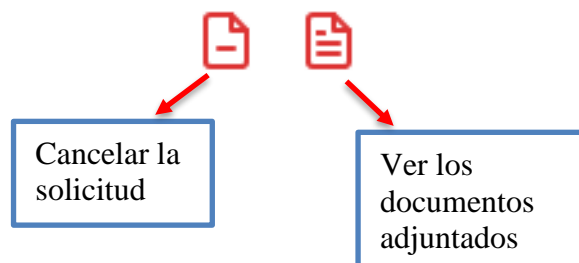 Cancelar la
solicitud
Ver los
documentos
adjuntados